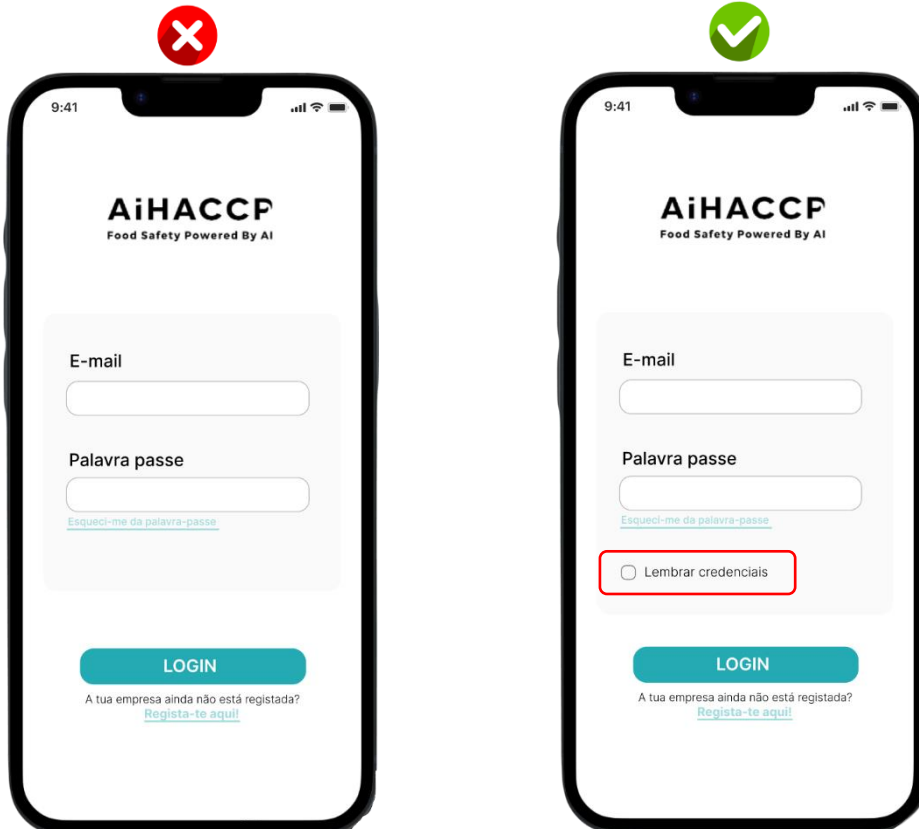 9:41
AiHACCP
Food Safety Powered By AI
E-mail
Palavra passe
Esqueci-me da palavra-passe
LOGIN
A tua empresa ainda não está registada?
Regista-te aqui!
9:41
AiHACCP
Food Safety Powered By AI
E-mail
Palavra passe
Esqueci-me da palavra-passe
Lembrar credenciais
LOGIN
A tua empresa ainda não está registada?
Regista-te aqui!